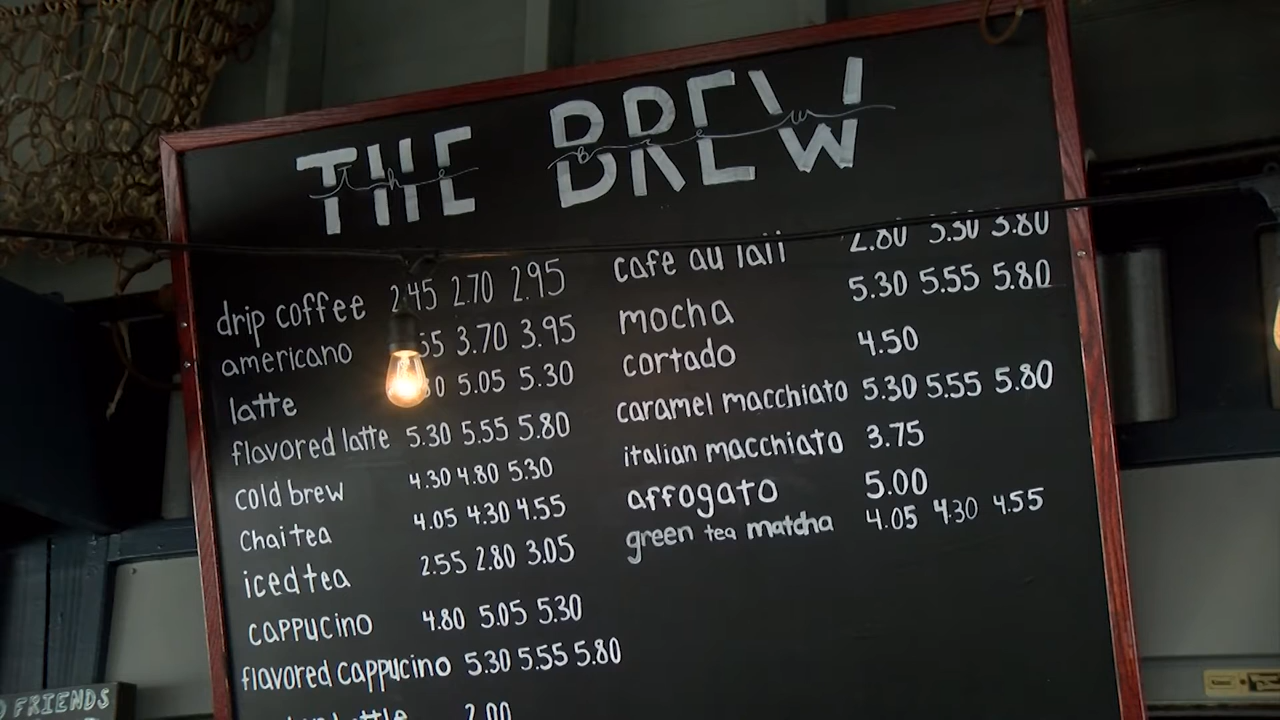 THE BREW
The Brew
drip coffee 2.45 2.70 2.95
americano 3.70 3.95
latte 5.05 5.30
flavored latte 5.30 5.55 5.80
cold brew 4.30 4.80 5.30
chai tea 4.05 4.30 4.55
iced tea 2.55 2.80 3.05
cappucino 4.80 5.05 5.30
flavored cappucino 5.30 5.55 5.80
2.00
cafe au lait 2.80 3.30 3.80
mocha 5.30 5.55 5.80
cortado 4.50
caramel macchiato 5.30 5.55 5.80
italian macchiato 3.75
affogato 5.00
green tea matcha 4.05 4.30 4.55
FRIENDS